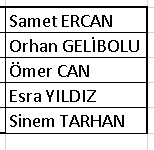 Samet ERCAN
Orhan GELİBOLU
Ömer CAN
Esra YILDIZ
Sinem TARHAN